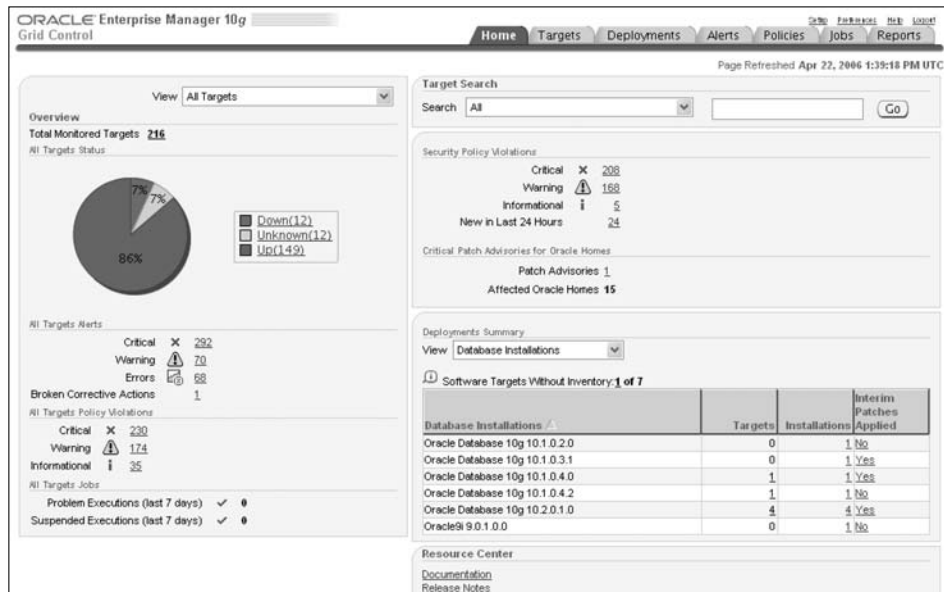 ORACLE Enterprise Manager 10g
Grid Control
Setup Preferences Help Logout
Home Targets Deployments Alerts Policies Jobs Reports
Page Refreshed Apr 22, 2006 1:39:18 PM UTC
View All Targets
Overview
Total Monitored Targets 216
All Targets Status
7%
7%
86%
Down(12)
Unknown(12)
Up(149)
All Targets Alerts
Critical 292
Warning 70
Errors 68
Broken Corrective Actions 1
All Targets Policy Violations
Critical 230
Warning 174
Informational 35
All Targets Jobs
Problem Executions (last 7 days) 0
Suspended Executions (last 7 days) 0
Target Search
Search All Go
Security Policy Violations
Critical 208
Warning 168
Informational 5
New in Last 24 Hours 24
Critical Patch Advisories for Oracle Homes
Patch Advisories 1
Affected Oracle Homes 15
Deployments Summary
View Database Installations
Software Targets Without Inventory:1 of 7
Database Installations Targets Installations Interim Patches Applied
Oracle Database 10g 10.1.0.2.0 0 1 No
Oracle Database 10g 10.1.0.3.1 0 1 Yes
Oracle Database 10g 10.1.0.4.0 1 1 Yes
Oracle Database 10g 10.1.0.4.2 1 1 No
Oracle Database 10g 10.2.0.1.0 4 4 Yes
Oracle9i 9.0.1.0.0 0 1 No
Resource Center
Documentation
Release Notes